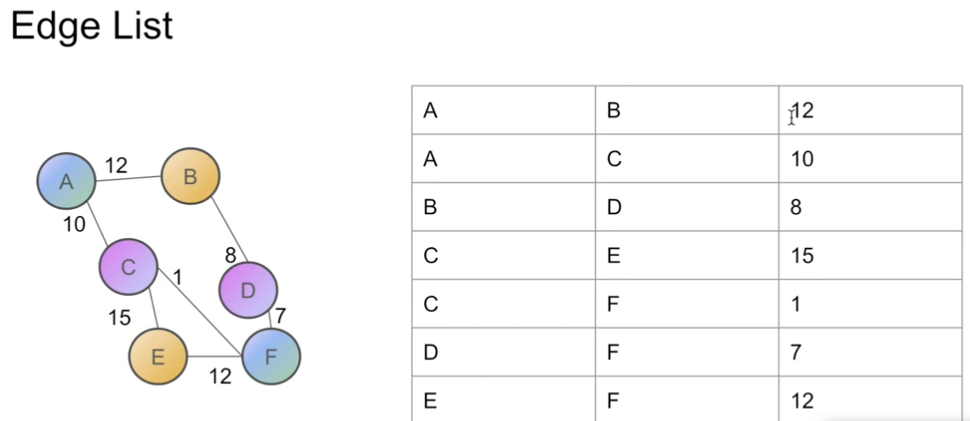 Edge List
A B 12
A C 10
B D 8
C E 15
C F 1
D F 7
E F 12
A 12 B
10
C 1 8 D
15 7
E 12 F